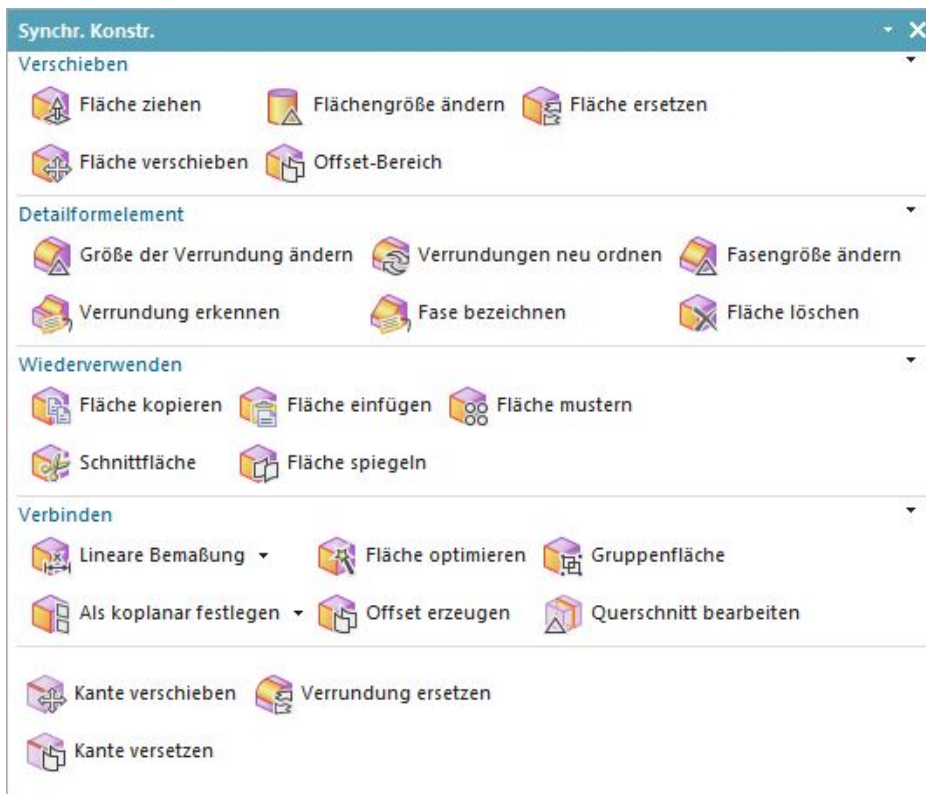 Synchr. Konstr.
Verschieben
Fläche ziehen Flächengröße ändern Fläche ersetzen
Fläche verschieben Offset-Bereich
Detailformelement
Größe der Verrundung ändern Verrundungen neu ordnen Fasengröße ändern
Verrundung erkennen Fase bezeichnen Fläche löschen
Wiederverwenden
Fläche kopieren Fläche einfügen Fläche mustern
Schnittfläche Fläche spiegeln
Verbinden
Lineare Bemaßung Fläche optimieren Gruppenfläche
Als koplanar festlegen Offset erzeugen Querschnitt bearbeiten
Kante verschieben Verrundung ersetzen
Kante versetzen